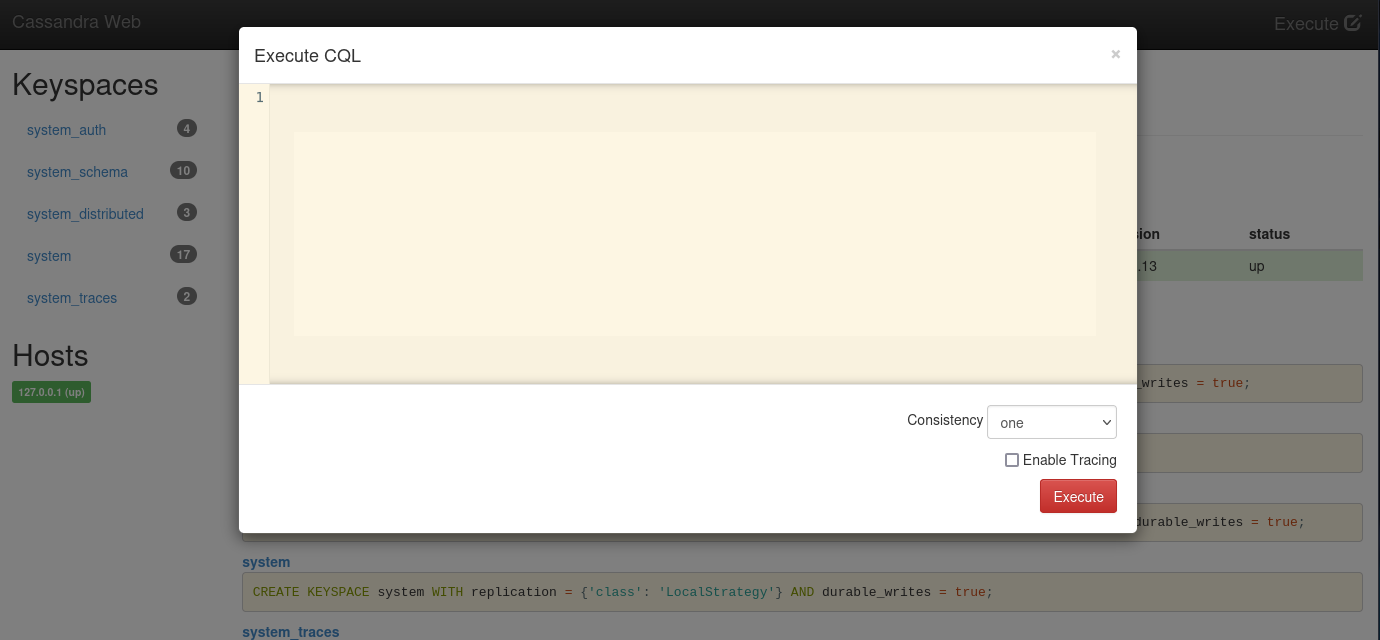 Cassandra Web
Execute
Execute CQL
×
1
Keyspaces
system_auth 4
system_schema 10
system_distributed 3
system 17
system_traces 2
Hosts
127.0.0.1 (up)
status
.13 up
Consistency one
Enable Tracing
Execute
_writes = true;
durable_writes = true;
system
CREATE KEYSPACE system WITH replication = {'class': 'LocalStrategy'} AND durable_writes = true;
system_traces